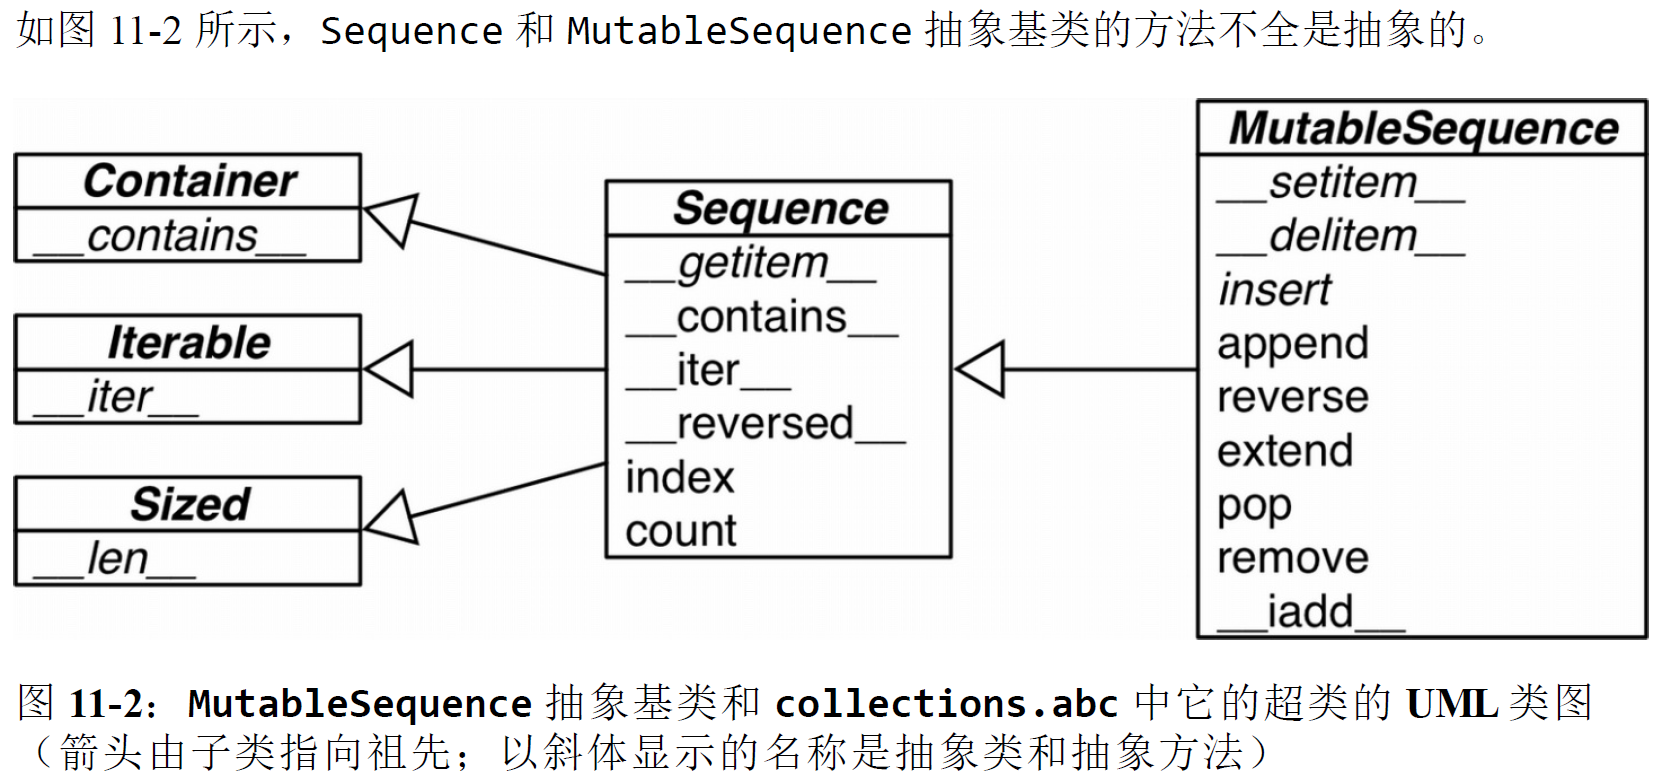 如图 11-2 所示，Sequence 和 MutableSequence 抽象基类的方法不全是抽象的。
Container
__contains__
Iterable
__iter__
Sized
__len__
Sequence
__getitem__
__contains__
__iter__
__reversed__
index
count
MutableSequence
__setitem__
__delitem__
insert
append
reverse
extend
pop
remove
__iadd__
图 11-2：MutableSequence 抽象基类和 collections.abc 中它的超类的 UML 类图
（箭头由子类指向祖先；以斜体显示的名称是抽象类和抽象方法）